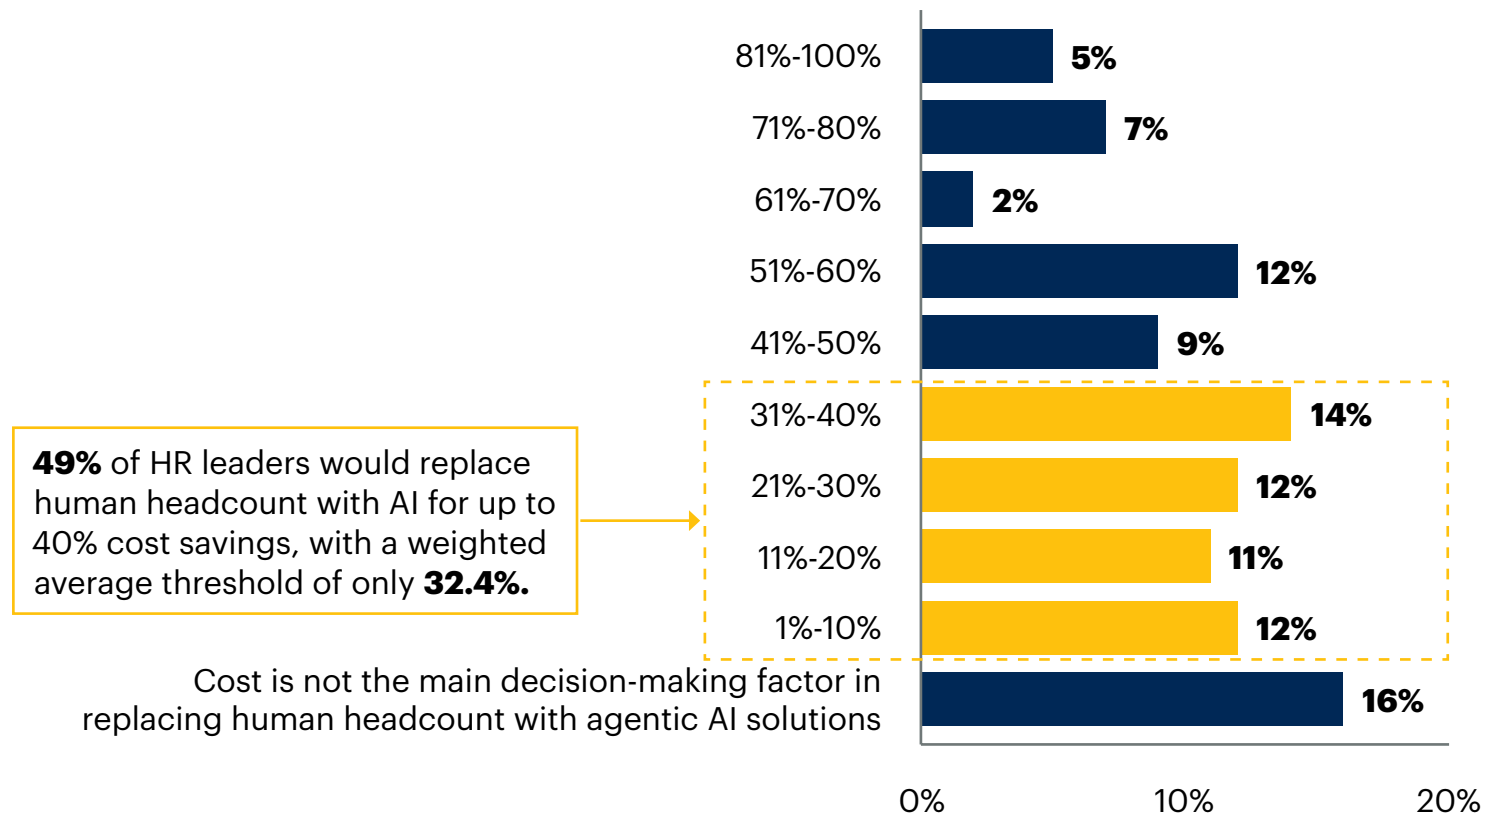 81%-100% 5%
71%-80% 7%
61%-70% 2%
51%-60% 12%
41%-50% 9%
31%-40% 14%
21%-30% 12%
11%-20% 11%
1%-10% 12%
49% of HR leaders would replace
human headcount with AI for up to
40% cost savings, with a weighted
average threshold of only 32.4%.
Cost is not the main decision-making factor in
replacing human headcount with agentic AI solutions
16%
0% 10% 20%